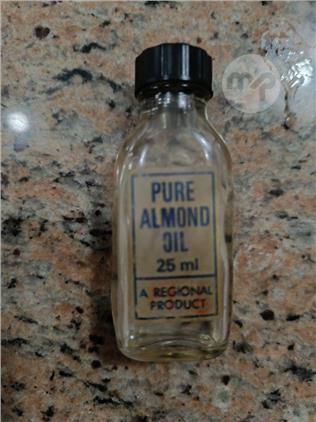 PURE
ALMOND
OIL
25 ml
A REGIONAL
PRODUCT